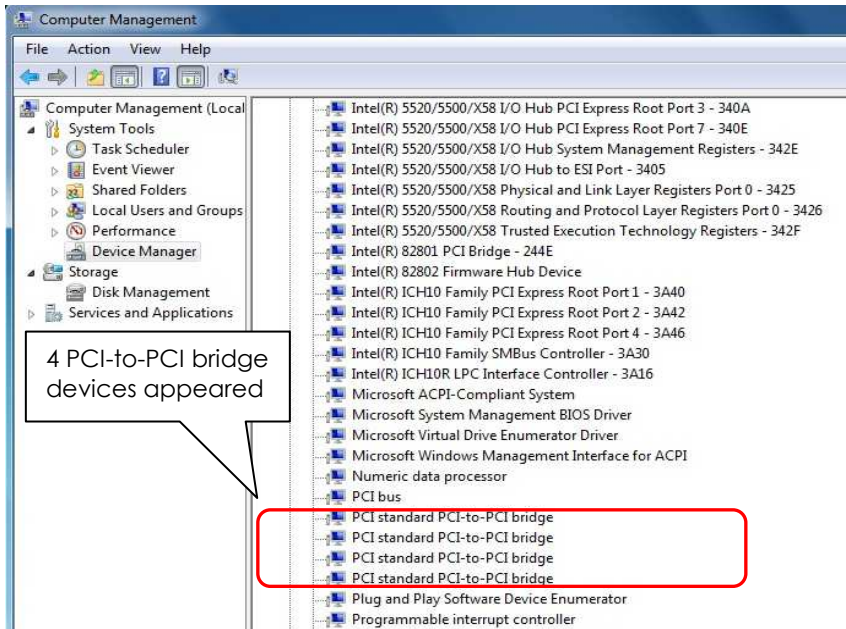 Computer Management
File Action View Help
Computer Management (Local
System Tools
Task Scheduler
Event Viewer
Shared Folders
Local Users and Groups
Performance
Device Manager
Storage
Disk Management
Services and Applications
4 PCI-to-PCI bridge
devices appeared
Intel(R) 5520/5500/X58 I/O Hub PCI Express Root Port 3 - 340A
Intel(R) 5520/5500/X58 I/O Hub PCI Express Root Port 7 - 340E
Intel(R) 5520/5500/X58 I/O Hub System Management Registers - 342E
Intel(R) 5520/5500/X58 I/O Hub to ESI Port - 3405
Intel(R) 5520/5500/X58 Physical and Link Layer Registers Port 0 - 3425
Intel(R) 5520/5500/X58 Routing and Protocol Layer Registers Port 0 - 3426
Intel(R) 5520/5500/X58 Trusted Execution Technology Registers - 342F
Intel(R) 82801 PCI Bridge - 244E
Intel(R) 82802 Firmware Hub Device
Intel(R) ICH10 Family PCI Express Root Port 1 - 3A40
Intel(R) ICH10 Family PCI Express Root Port 2 - 3A42
Intel(R) ICH10 Family PCI Express Root Port 4 - 3A46
Intel(R) ICH10 Family SMBus Controller - 3A30
Intel(R) ICH10R LPC Interface Controller - 3A16
Microsoft ACPI-Compliant System
Microsoft System Management BIOS Driver
Microsoft Virtual Drive Enumerator Driver
Microsoft Windows Management Interface for ACPI
Numeric data processor
PCI bus
PCI standard PCI-to-PCI bridge
PCI standard PCI-to-PCI bridge
PCI standard PCI-to-PCI bridge
PCI standard PCI-to-PCI bridge
Plug and Play Software Device Enumerator
Programmable interrupt controller